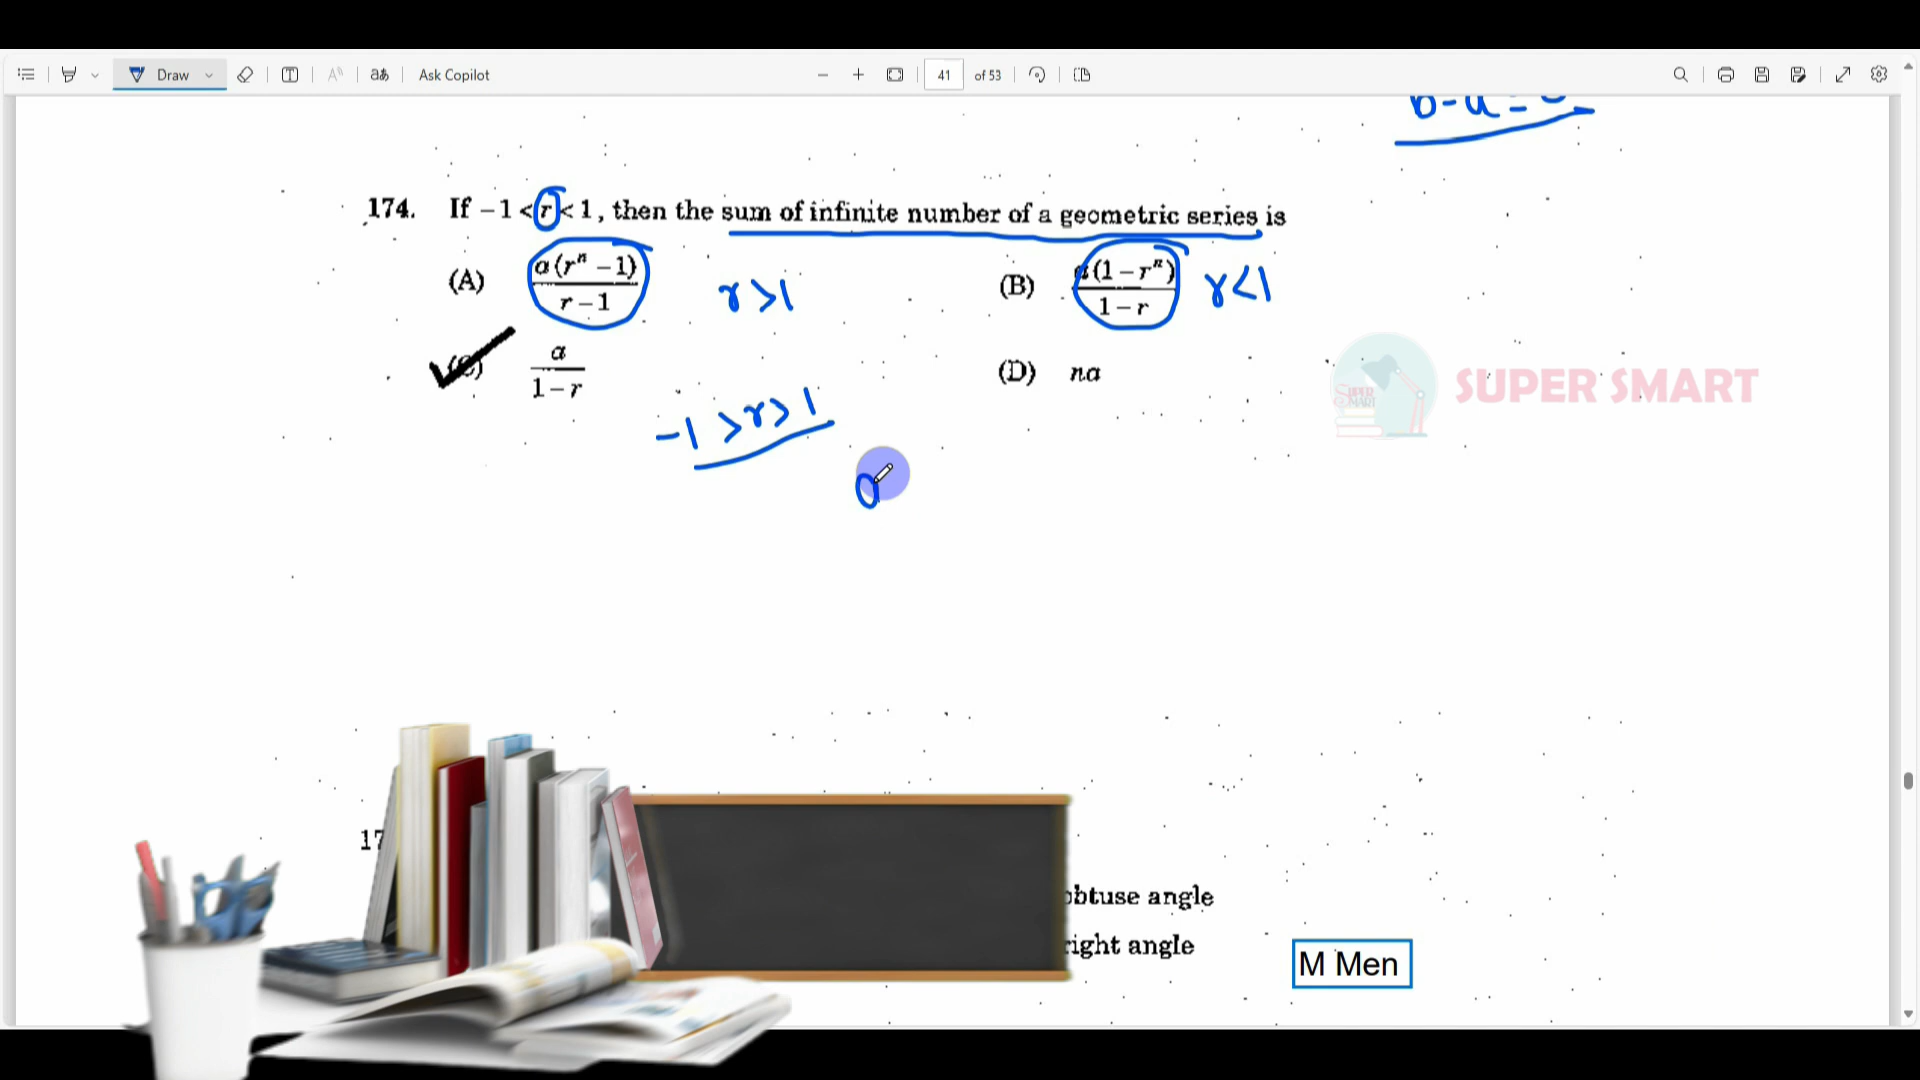 Draw
Ask Copilot
41 of 53
174. If –1 < r < 1, then the sum of infinite number of a geometric series is
(A) a(rⁿ – 1) / r – 1
r > 1
(B) (1 – rⁿ) / 1 – r
r < 1
(C) a / 1 – r
(D) na
–1 > r > 1
SUPER SMART
17
obtuse angle
right angle
M Men